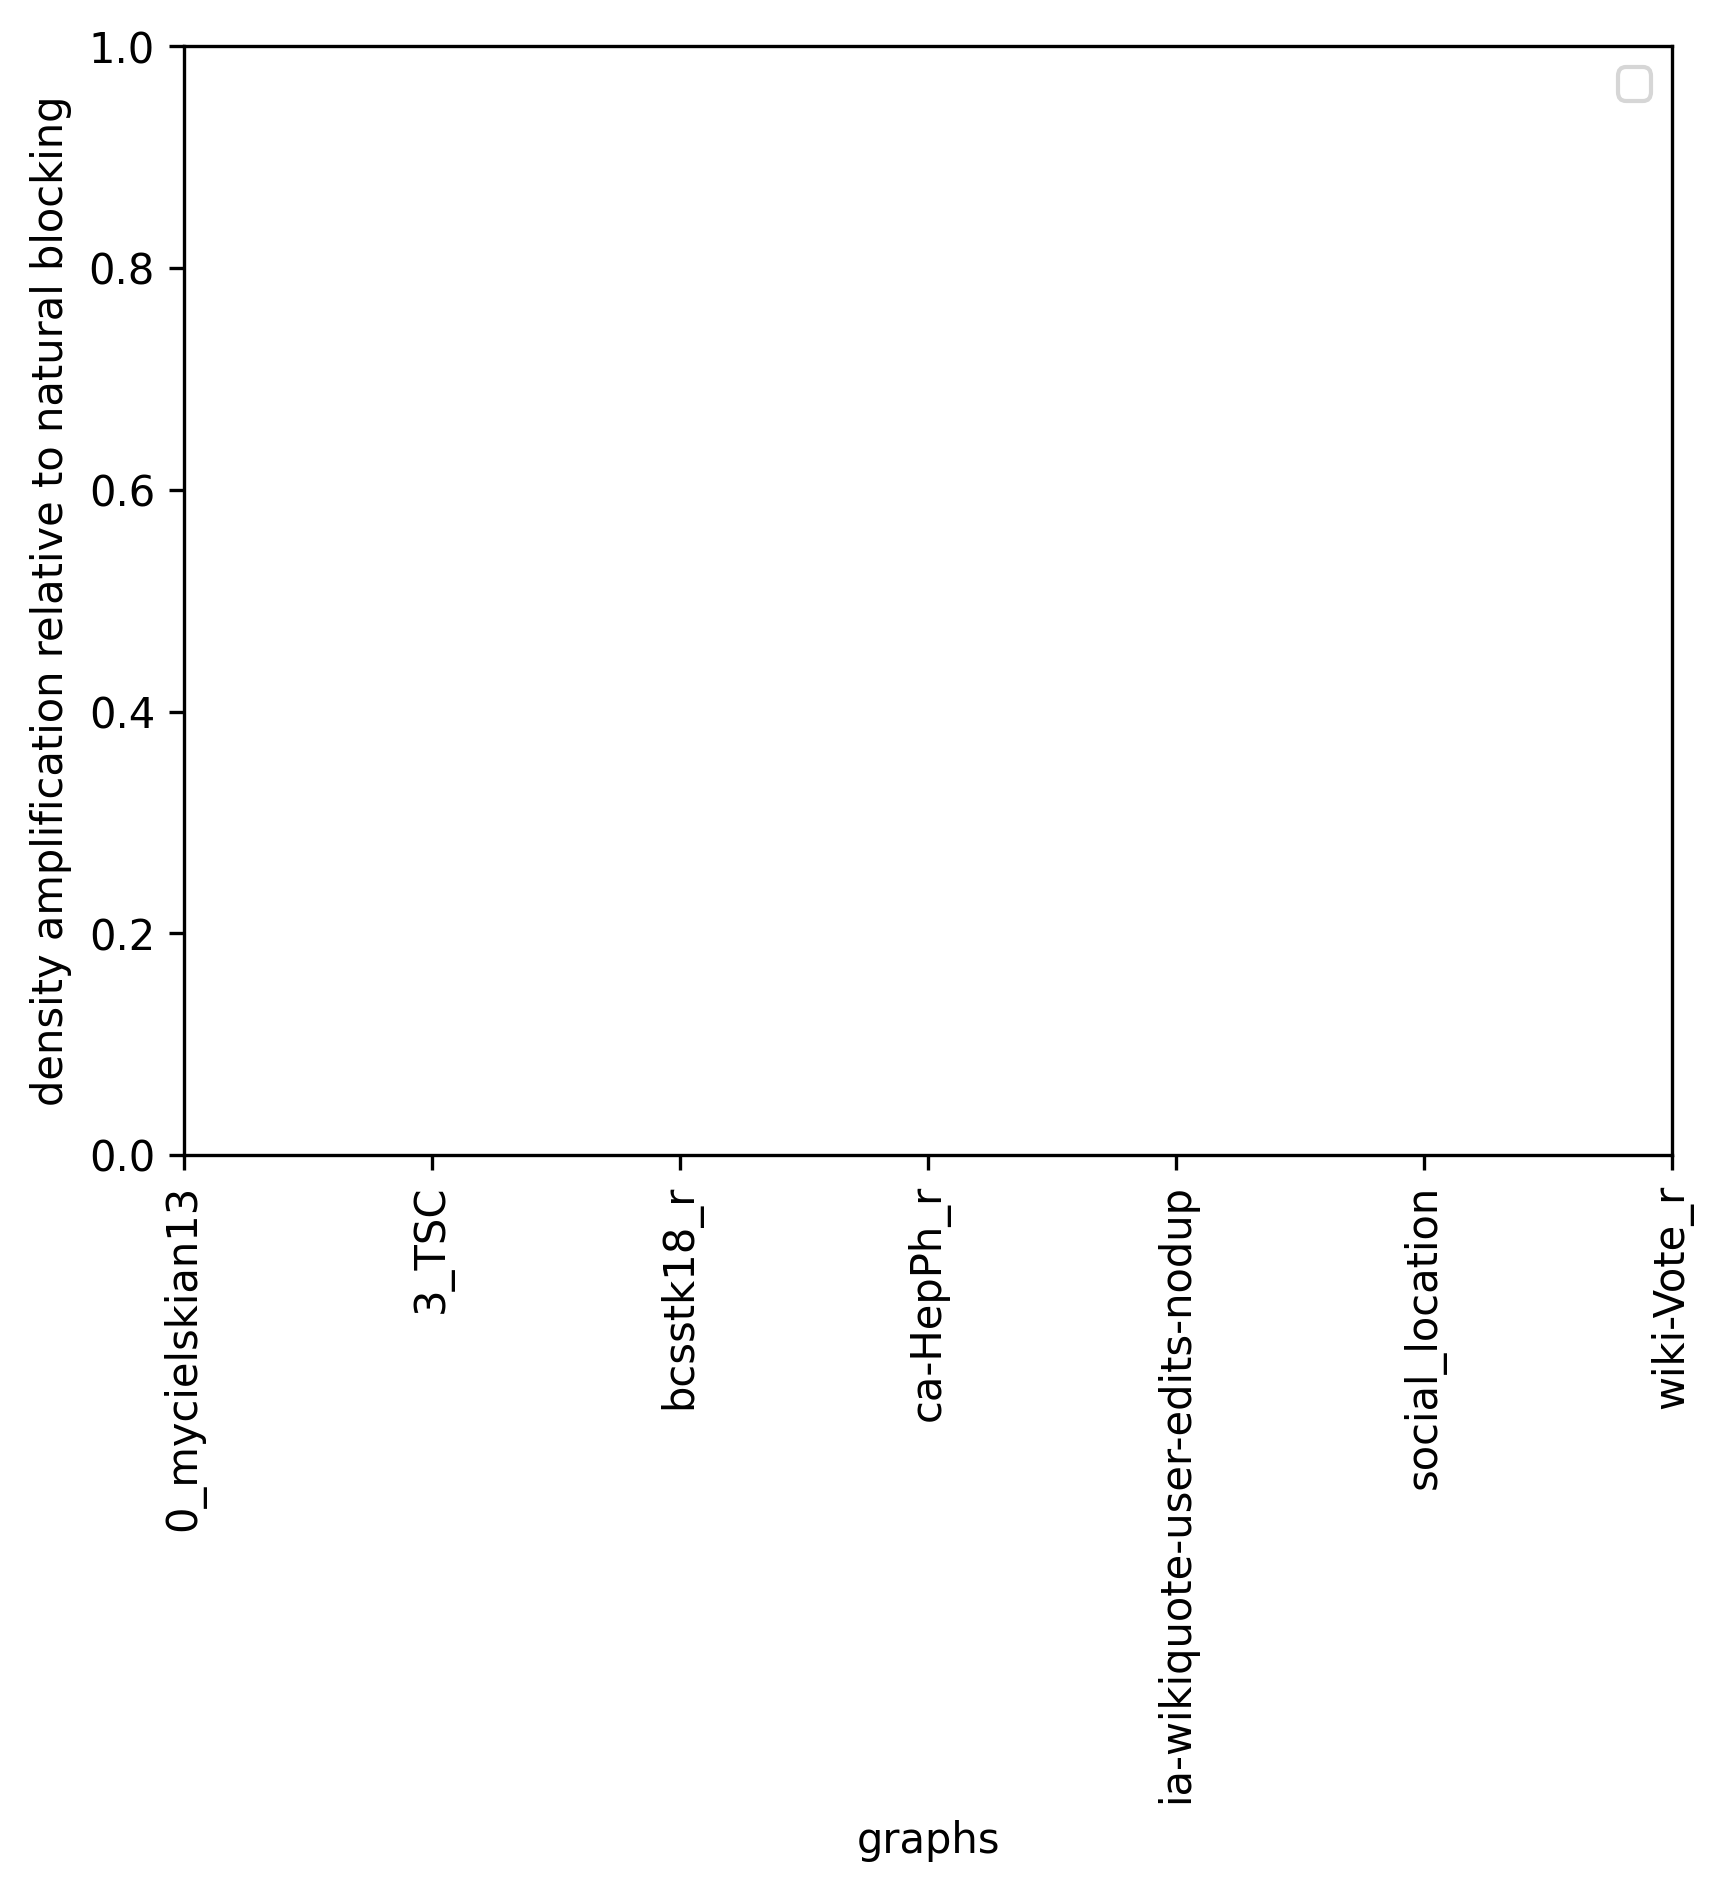 density amplification relative to natural blocking
1.0
0.8
0.6
0.4
0.2
0.0
0_mycielskian13
3_TSC
bcsstk18_r
ca-HepPh_r
ia-wikiquote-user-edits-nodup
social_location
wiki-Vote_r
graphs